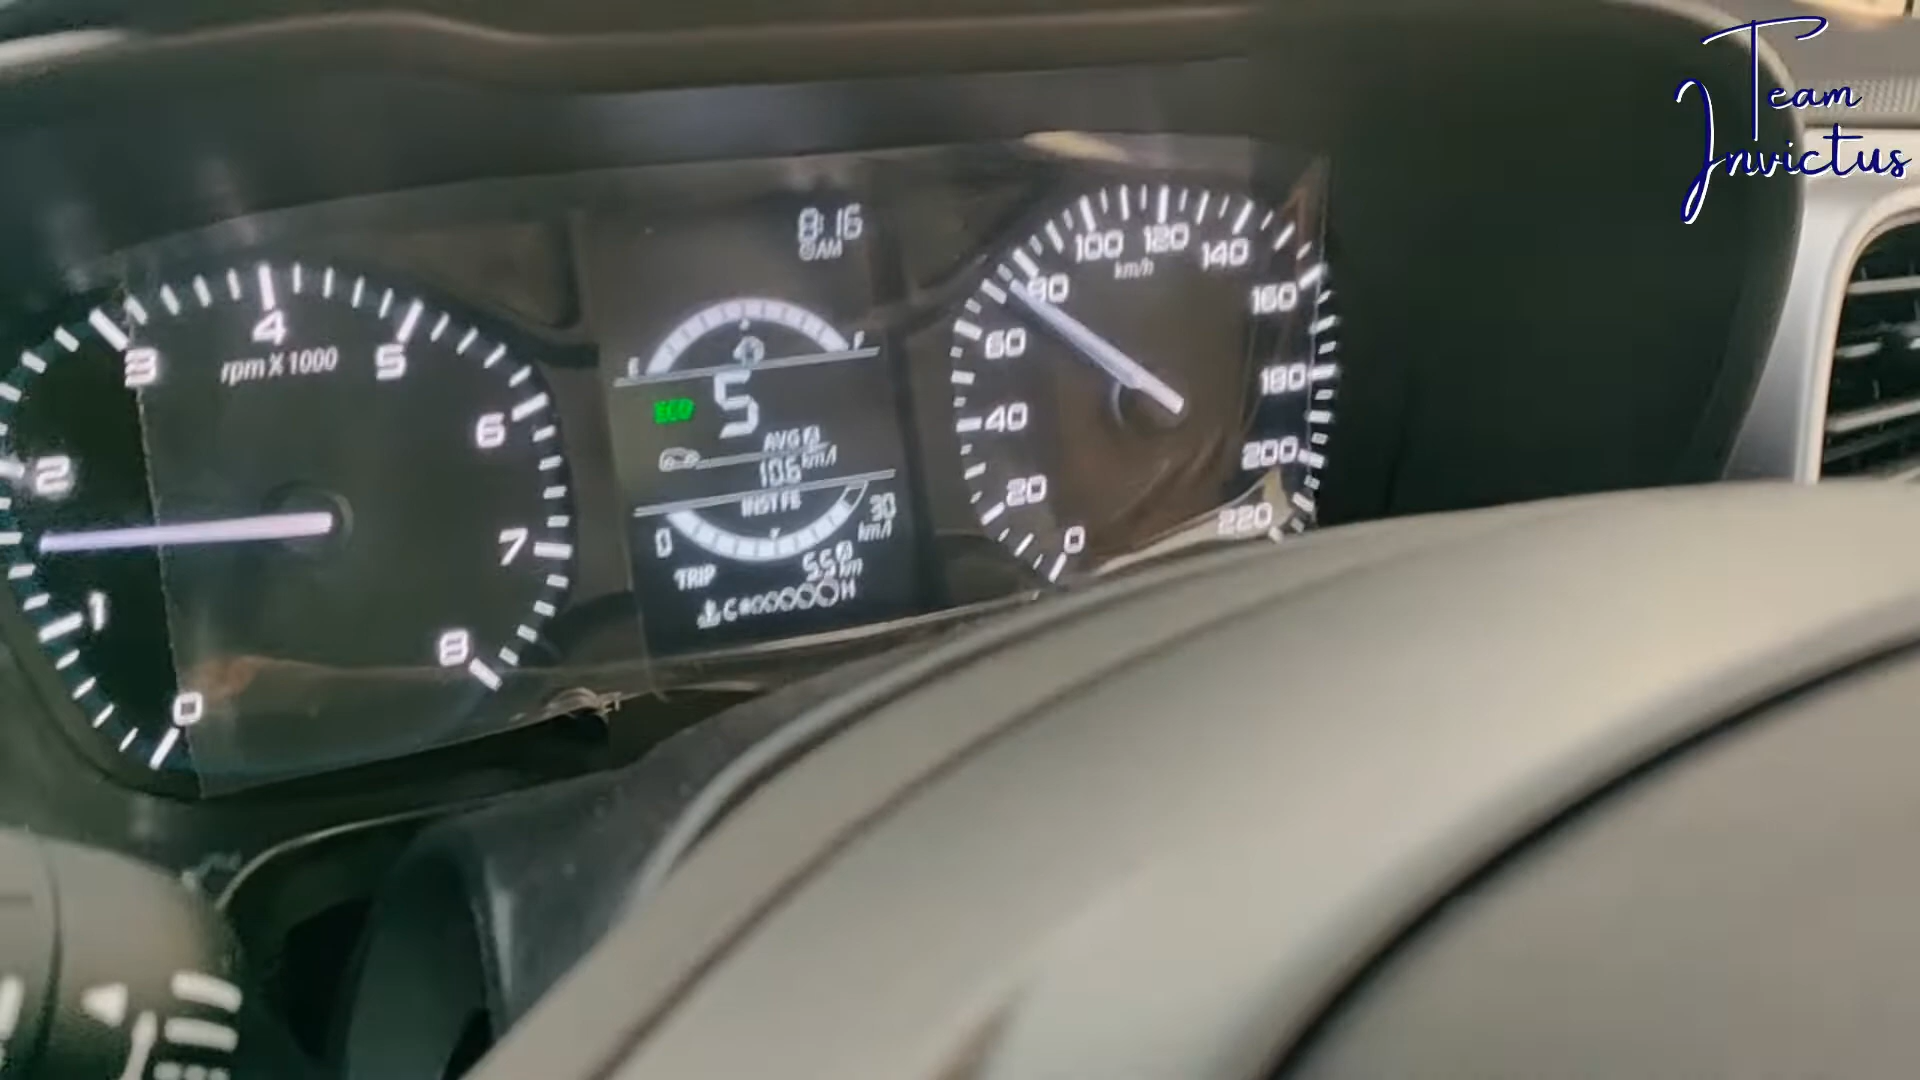 Team
Invictus
8:16
AM
0 1 2 3 4 5 6 7 8
rpm X 1000
E F
ECO
5
AVG
10.6 km/l
INST FE
0 30
km/l
TRIP
km
C H
0 20 40 60 80 100 120 140 160 180 200 220
km/h